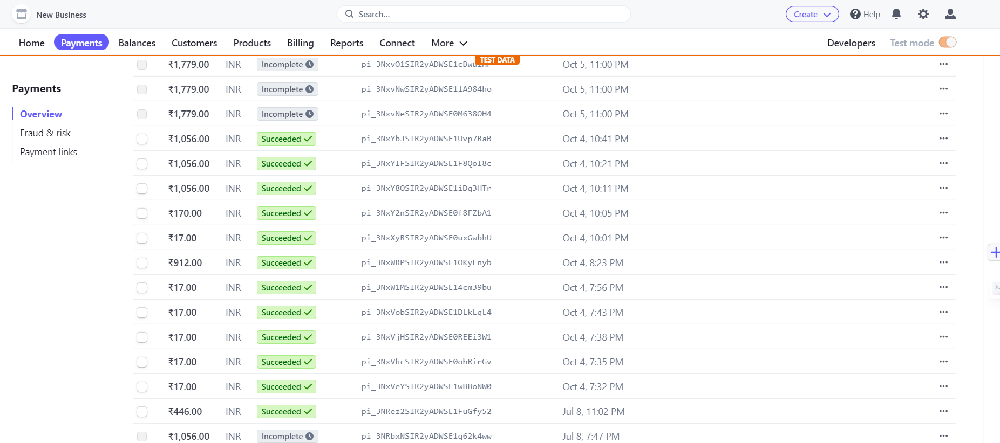 New Business
Search...
Create
Help
Home Payments Balances Customers Products Billing Reports Connect More
Developers Test mode
TEST DATA
Payments
Overview
Fraud & risk
Payment links
₹1,779.00 INR Incomplete Oct 5, 11:00 PM
₹1,779.00 INR Incomplete pi_3NxvNwSIR2yADWSE1lA984ho Oct 5, 11:00 PM
₹1,779.00 INR Incomplete pi_3NxvNeSIR2yADWSE0M638OH4 Oct 5, 11:00 PM
₹1,056.00 INR Succeeded pi_3NxYbJSIR2yADWSE1Uvp7RaB Oct 4, 10:41 PM
₹1,056.00 INR Succeeded pi_3NxYIFSIR2yADWSE1F8QoI8c Oct 4, 10:21 PM
₹1,056.00 INR Succeeded pi_3NxY8OSIR2yADWSE1iDq3HTr Oct 4, 10:11 PM
₹170.00 INR Succeeded pi_3NxY2nSIR2yADWSE0f8FZbA1 Oct 4, 10:05 PM
₹17.00 INR Succeeded pi_3NxXyRSIR2yADWSE0uxGwbhU Oct 4, 10:01 PM
₹912.00 INR Succeeded pi_3NxWRPSIR2yADWSE1OKyEnyb Oct 4, 8:23 PM
₹17.00 INR Succeeded pi_3NxW1MSIR2yADWSE14cm39bu Oct 4, 7:56 PM
₹17.00 INR Succeeded pi_3NxVobSIR2yADWSE1DLkLqL4 Oct 4, 7:43 PM
₹17.00 INR Succeeded pi_3NxVjHSIR2yADWSE0REEi3W1 Oct 4, 7:38 PM
₹17.00 INR Succeeded pi_3NxVhcSIR2yADWSE0obRirGv Oct 4, 7:35 PM
₹17.00 INR Succeeded pi_3NxVeYSIR2yADWSE1wBBoNW0 Oct 4, 7:32 PM
₹446.00 INR Succeeded pi_3NRez2SIR2yADWSE1FuGfy52 Jul 8, 11:02 PM
₹1,056.00 INR Incomplete pi_3NRbxNSIR2yADWSE1q62k4ww Jul 8, 7:47 PM